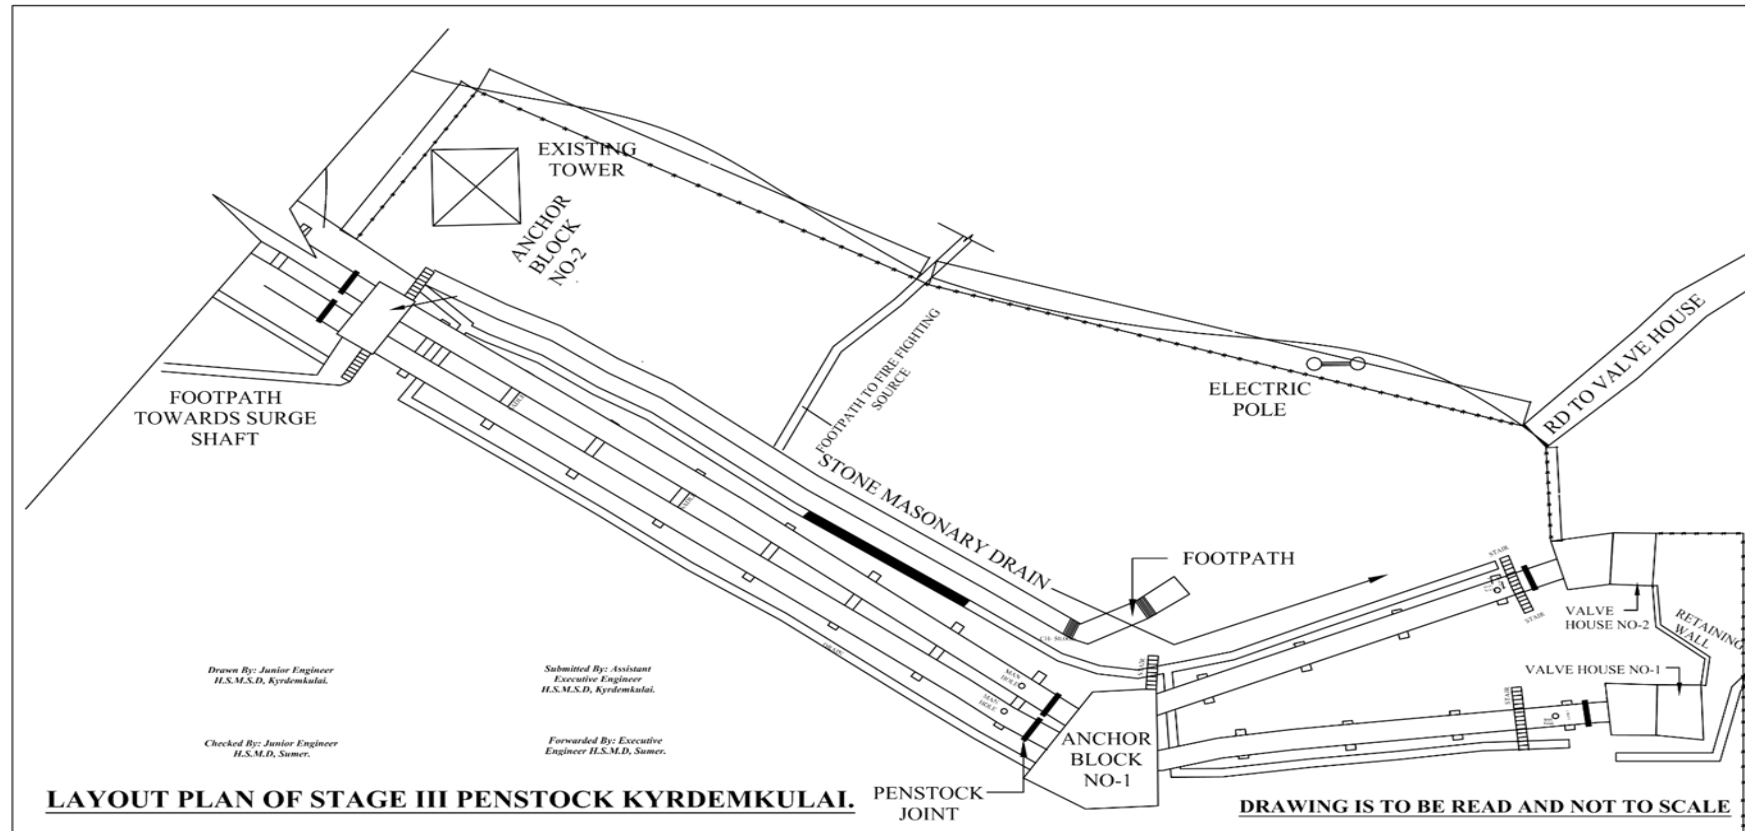 EXISTING
TOWER
ANCHOR
BLOCK
NO-2
FOOTPATH TO FIRE FIGHTING
SOURCE
RD TO VALVE HOUSE
ELECTRIC
POLE
FOOTPATH
TOWARDS SURGE
SHAFT
STONE MASONARY DRAIN
FOOTPATH
STAIR
STAIR
VALVE
HOUSE NO-2
RETAINING
WALL
VALVE HOUSE NO-1
DRAIN
STAIR
STAIR
MAN
HOLE
MAN
HOLE
ANCHOR
BLOCK
NO-1
PENSTOCK
JOINT
Drawn By: Junior Engineer
H.S.M.S.D, Kyrdemkulai.
Submitted By: Assistant
Executive Engineer
H.S.M.S.D, Kyrdemkulai.
Checked By: Junior Engineer
H.S.M.D, Sumer.
Forwarded By: Executive
Engineer H.S.M.D, Sumer.
LAYOUT PLAN OF STAGE III PENSTOCK KYRDEMKULAI.
DRAWING IS TO BE READ AND NOT TO SCALE